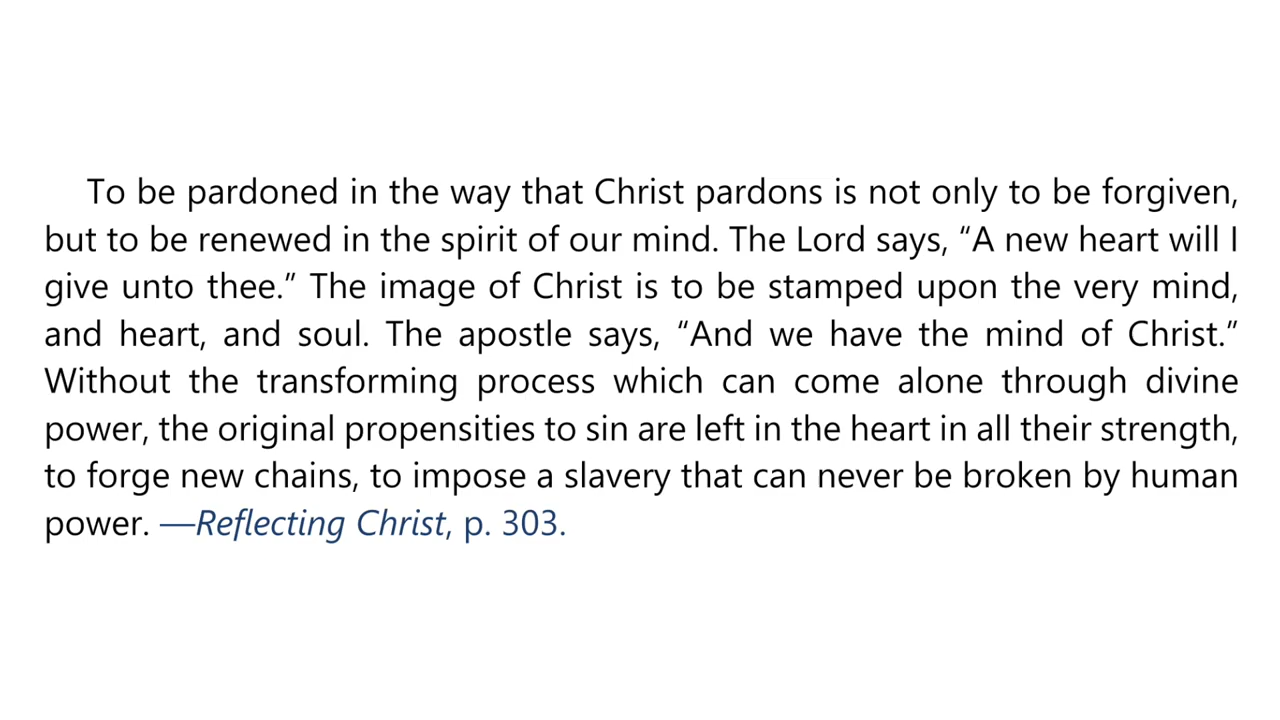 To be pardoned in the way that Christ pardons is not only to be forgiven,
but to be renewed in the spirit of our mind. The Lord says, “A new heart will I
give unto thee.” The image of Christ is to be stamped upon the very mind,
and heart, and soul. The apostle says, “And we have the mind of Christ.”
Without the transforming process which can come alone through divine
power, the original propensities to sin are left in the heart in all their strength,
to forge new chains, to impose a slavery that can never be broken by human
power. —Reflecting Christ, p. 303.